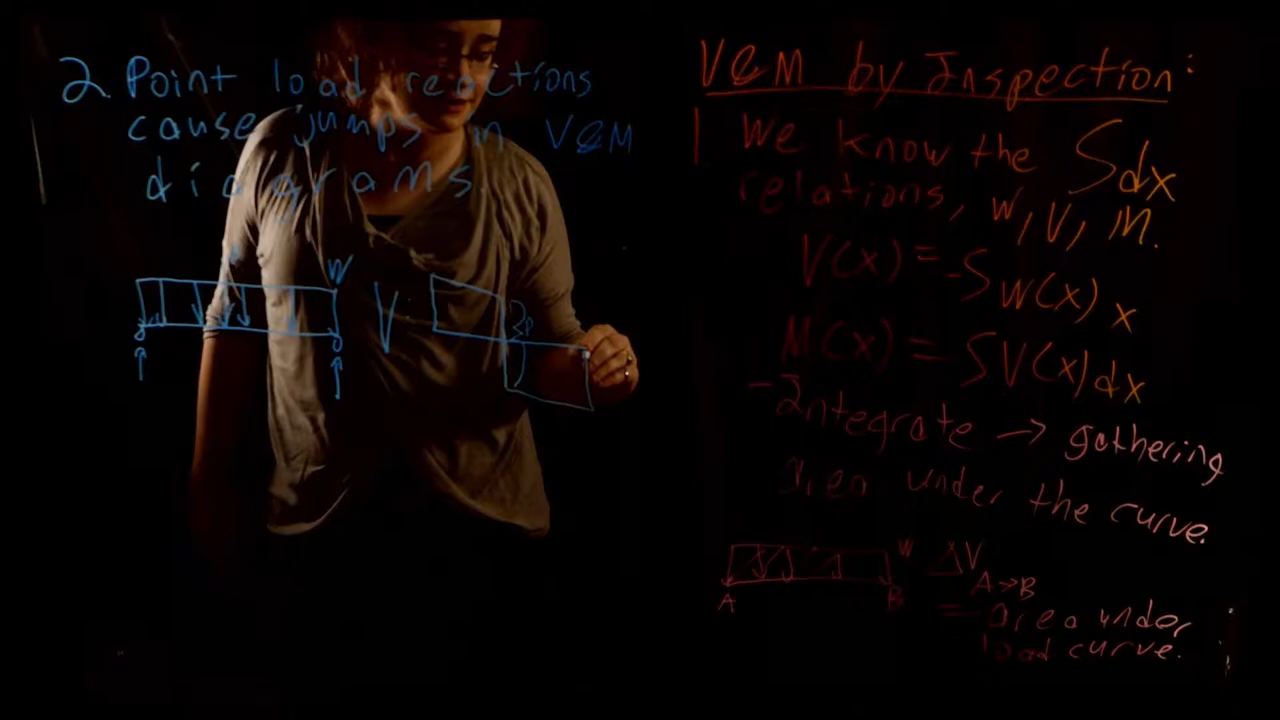 2. Point load reactions
cause jumps in V&M
diagrams.
W
V
V&M by Inspection:
1 We know the ∫dx
relations, w, V, M.
V(x) = -∫w(x) x
M(x) = ∫V(x)dx
- Integrate → gathering
area under the curve.
w ΔV
A→B
A B
= area under
load curve.